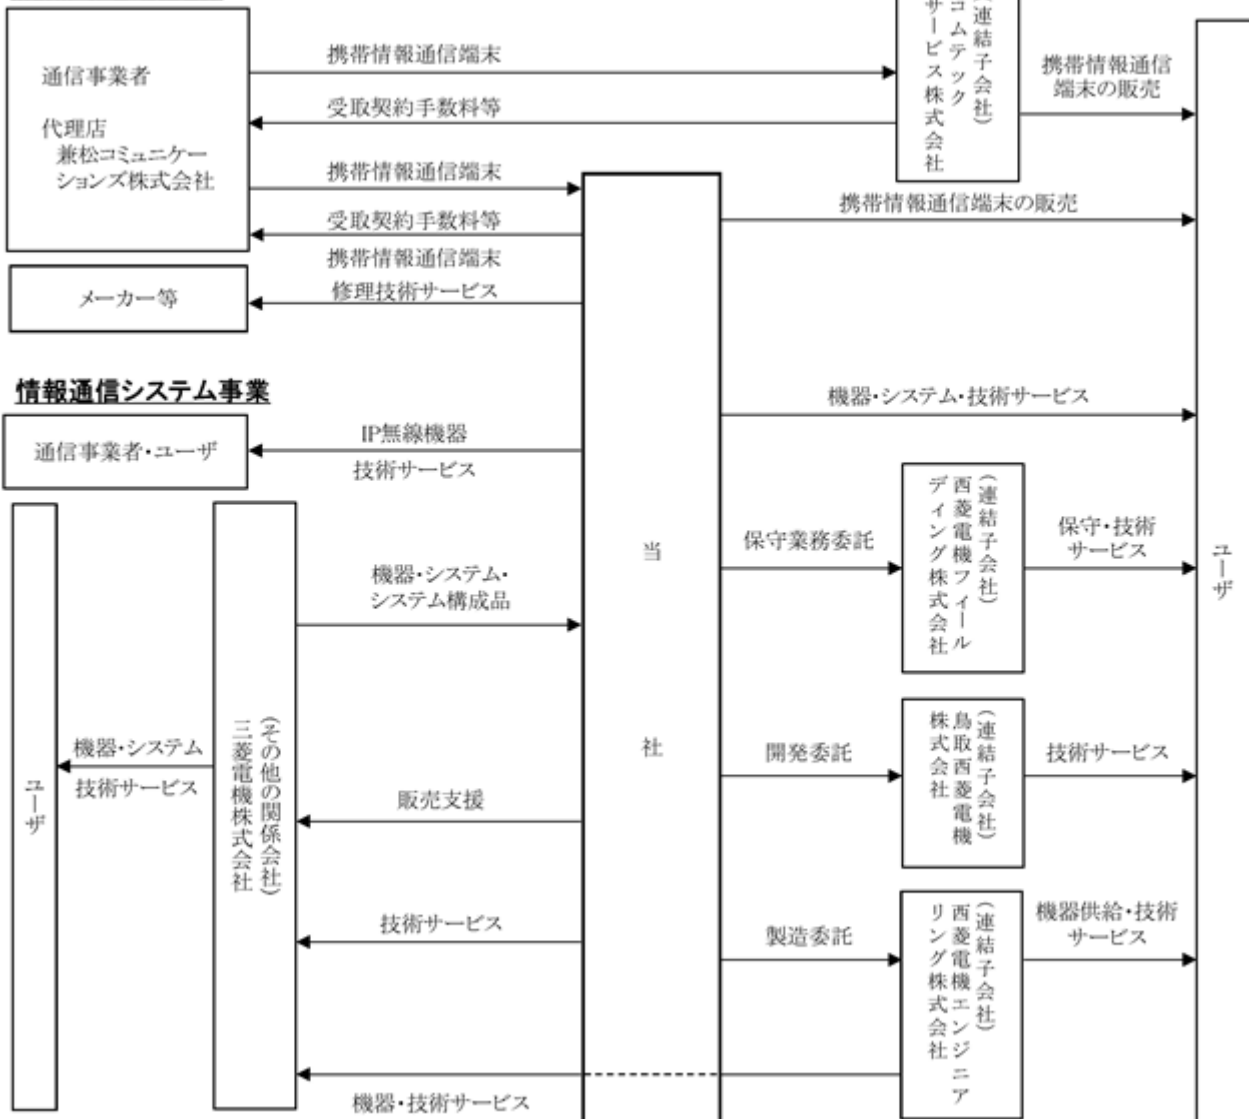 通信事業者
代理店
兼松コミュニケー
ションズ株式会社
携帯情報通信端末
受取契約手数料等
携帯情報通信端末
受取契約手数料等
連結子会社）
コムテック
サービス株式会社
携帯情報通信
端末の販売
携帯情報通信端末の販売
メーカー等
携帯情報通信端末
修理技術サービス
情報通信システム事業
通信事業者・ユーザ
IP無線機器
技術サービス
機器・システム・技術サービス
ユーザ
機器・システム
技術サービス
（その他の関係会社）
三菱電機株式会社
機器・システム・
システム構成品
販売支援
技術サービス
機器・技術サービス
当社
保守業務委託
（連結子会社）
西菱電機フィール
ディング株式会社
保守・技術
サービス
開発委託
（連結子会社）
鳥取西菱電機
株式会社
技術サービス
製造委託
（連結子会社）
西菱電機エンジニア
リング株式会社
機器供給・技術
サービス
ユーザ